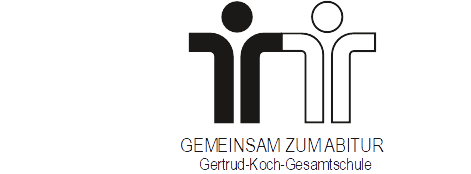 GEMEINSAM ZUM ABITUR
Gertrud-Koch-Gesamtschule